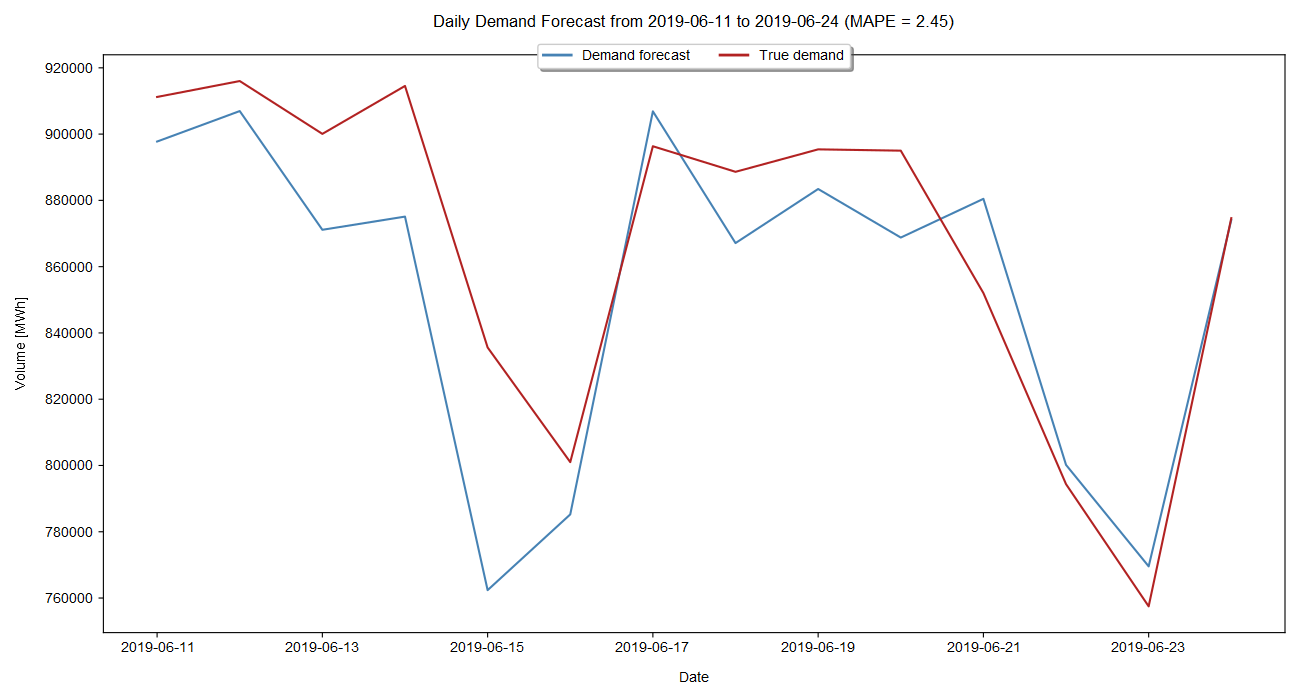 Daily Demand Forecast from 2019-06-11 to 2019-06-24 (MAPE = 2.45)
Demand forecast True demand
920000
900000
880000
860000
840000
820000
800000
780000
760000
Volume [MWh]
2019-06-11 2019-06-13 2019-06-15 2019-06-17 2019-06-19 2019-06-21 2019-06-23
Date